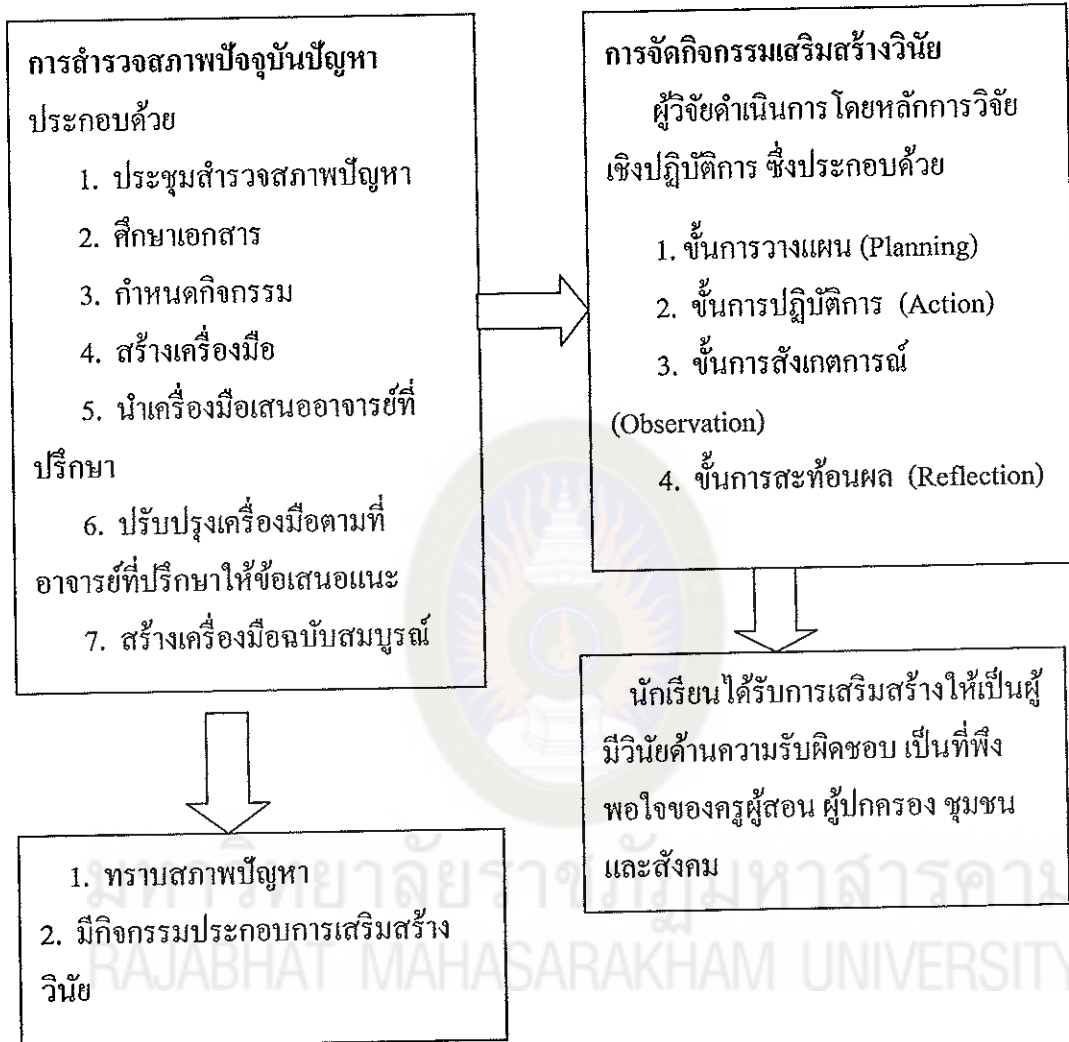 การสำรวจสภาพปัจจุบันปัญหา
ประกอบด้วย
1. ประชุมสำรวจสภาพปัญหา
2. ศึกษาเอกสาร
3. กำหนดกิจกรรม
4. สร้างเครื่องมือ
5. นำเครื่องมือเสนออาจารย์ที่
ปรึกษา
6. ปรับปรุงเครื่องมือตามที่
อาจารย์ที่ปรึกษาให้ข้อเสนอแนะ
7. สร้างเครื่องมือฉบับสมบูรณ์
การจัดกิจกรรมเสริมสร้างวินัย
ผู้วิจัยดำเนินการ โดยหลักการวิจัย
เชิงปฏิบัติการ ซึ่งประกอบด้วย
1. ขั้นการวางแผน (Planning)
2. ขั้นการปฏิบัติการ (Action)
3. ขั้นการสังเกตการณ์
(Observation)
4. ขั้นการสะท้อนผล (Reflection)
1. ทราบสภาพปัญหา
2. มีกิจกรรมประกอบการเสริมสร้าง
วินัย
นักเรียนได้รับการเสริมสร้างให้เป็นผู้
มีวินัยด้านความรับผิดชอบ เป็นที่พึง
พอใจของครูผู้สอน ผู้ปกครอง ชุมชน
และสังคม
มหาวิทยาลัยราชภัฏมหาสารคาม
RAJABHAT MAHASARAKHAM UNIVERSITY